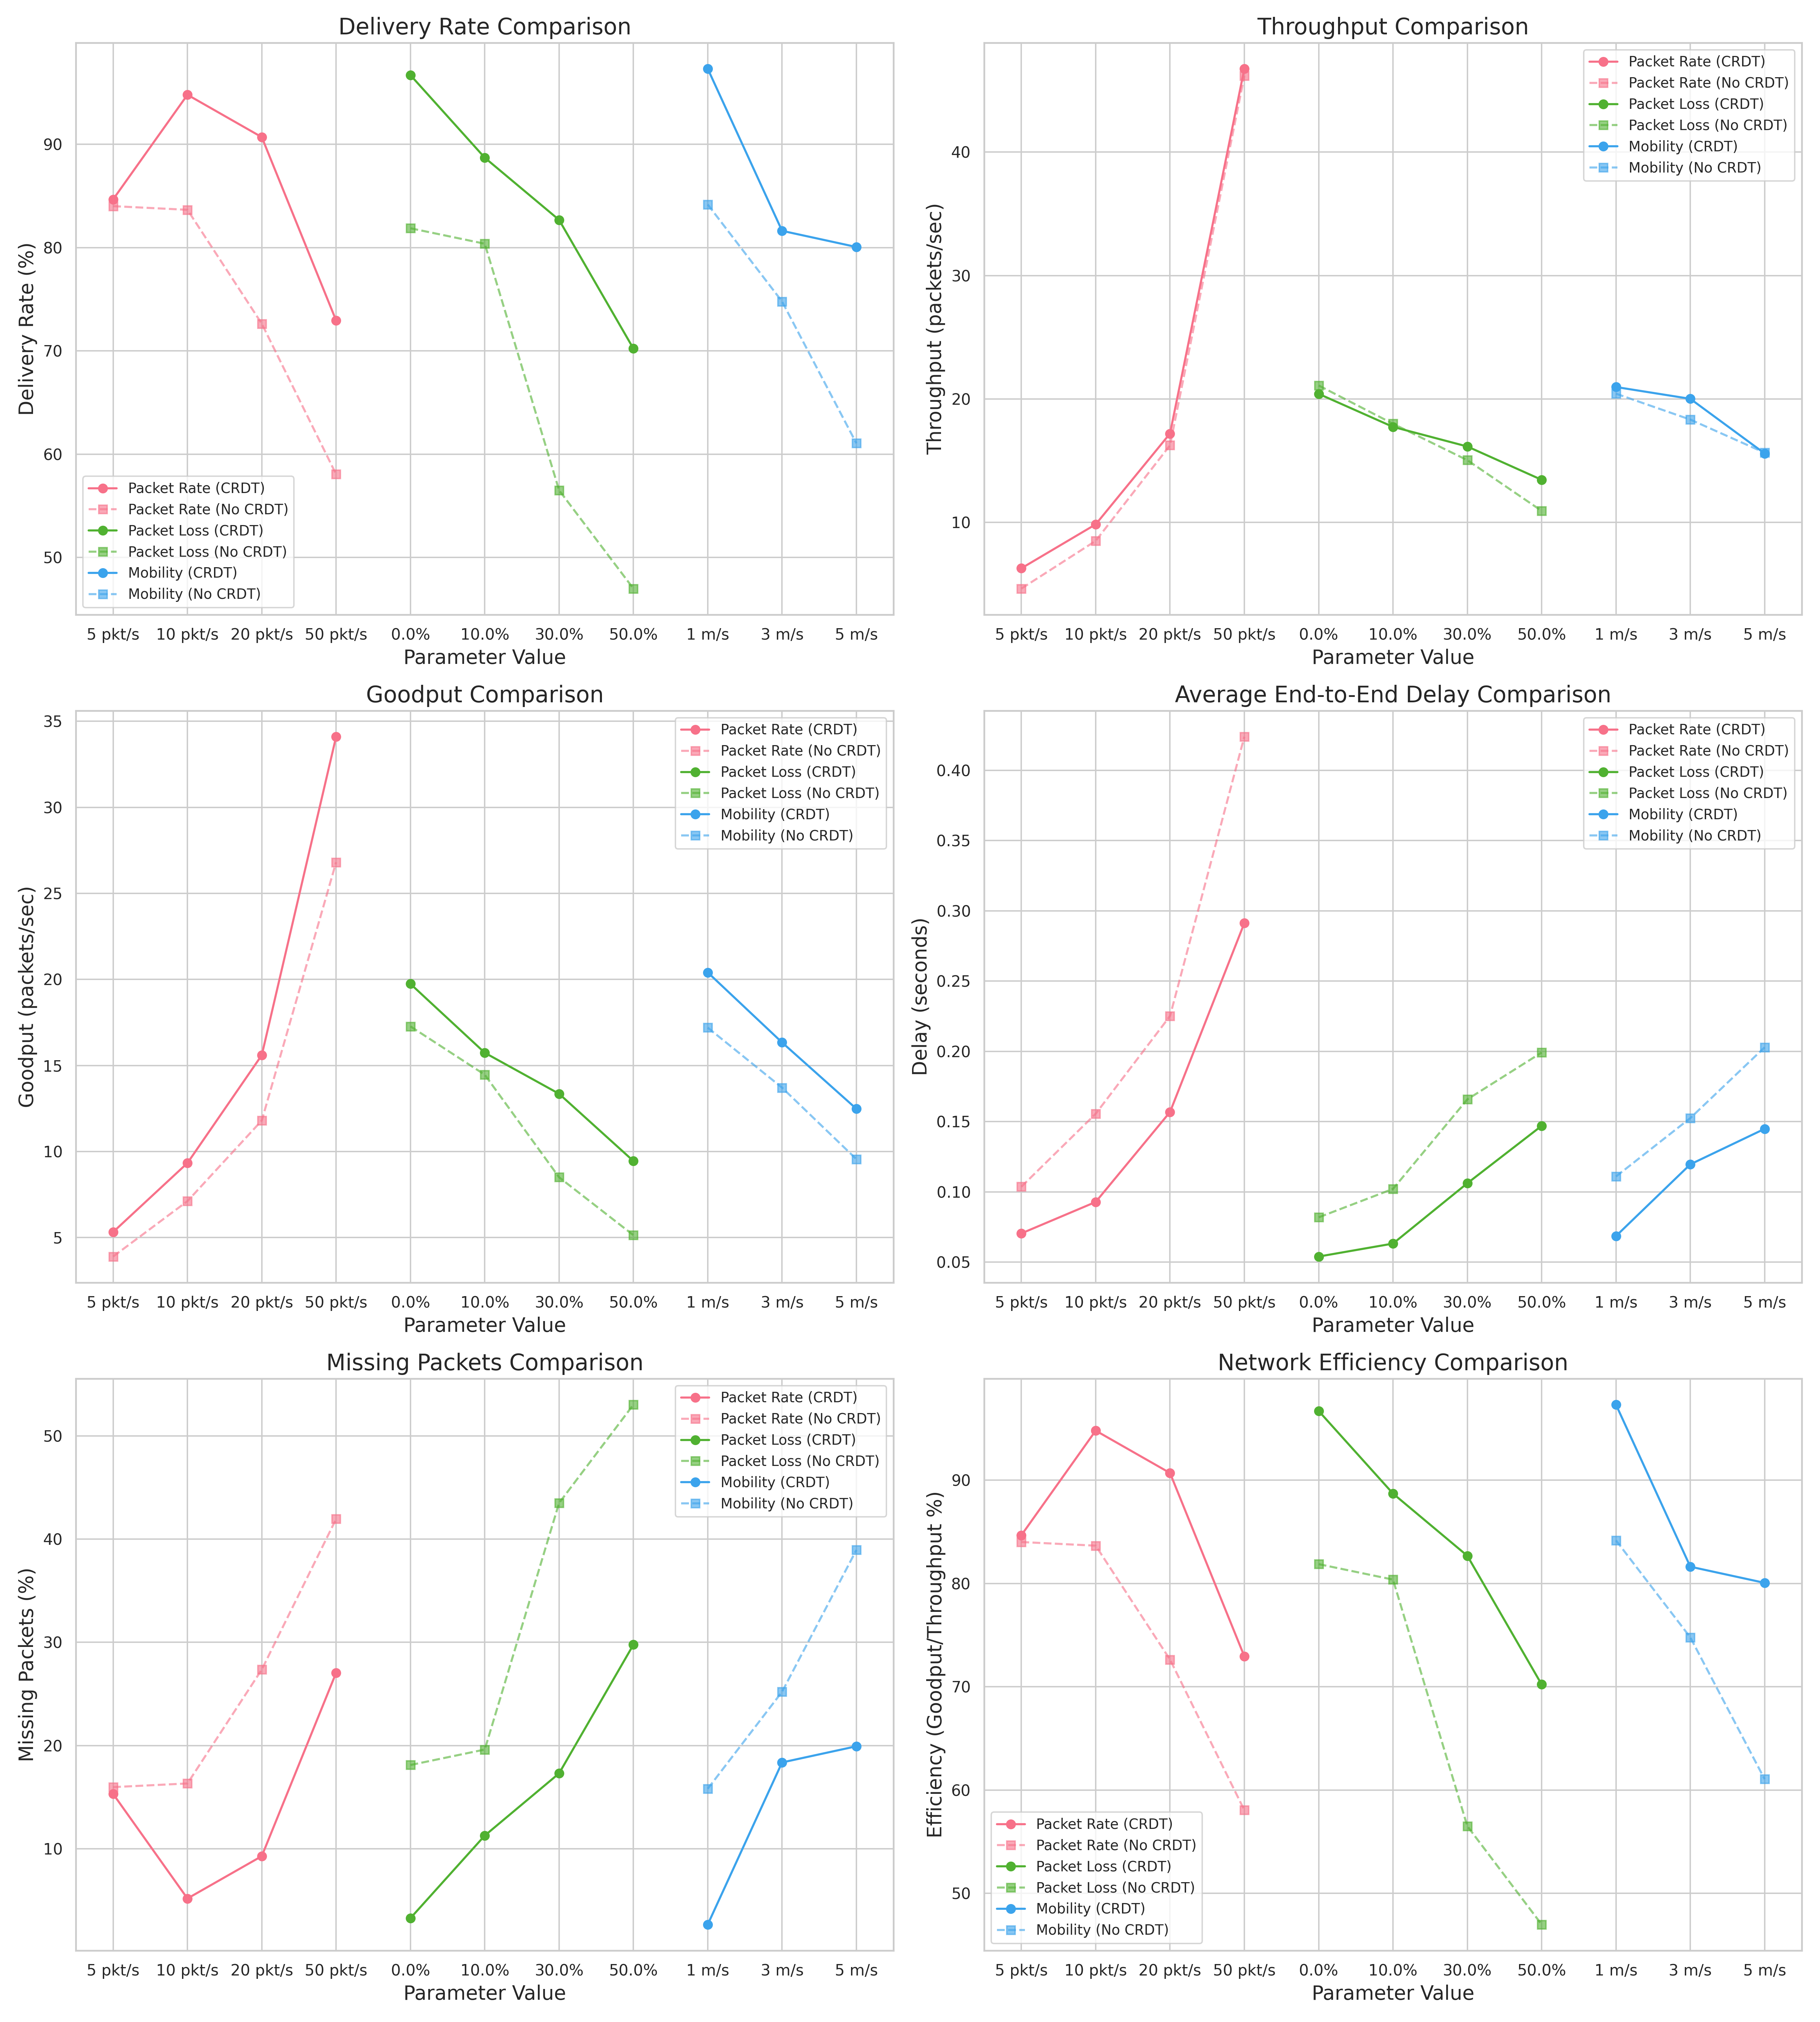 Delivery Rate Comparison
Delivery Rate (%)
90
80
70
60
50
Packet Rate (CRDT)
Packet Rate (No CRDT)
Packet Loss (CRDT)
Packet Loss (No CRDT)
Mobility (CRDT)
Mobility (No CRDT)
5 pkt/s 10 pkt/s 20 pkt/s 50 pkt/s 0.0% 10.0% 30.0% 50.0% 1 m/s 3 m/s 5 m/s
Parameter Value
Throughput Comparison
Throughput (packets/sec)
40
30
20
10
Packet Rate (CRDT)
Packet Rate (No CRDT)
Packet Loss (CRDT)
Packet Loss (No CRDT)
Mobility (CRDT)
Mobility (No CRDT)
5 pkt/s 10 pkt/s 20 pkt/s 50 pkt/s 0.0% 10.0% 30.0% 50.0% 1 m/s 3 m/s 5 m/s
Parameter Value
Goodput Comparison
Goodput (packets/sec)
35
30
25
20
15
10
5
Packet Rate (CRDT)
Packet Rate (No CRDT)
Packet Loss (CRDT)
Packet Loss (No CRDT)
Mobility (CRDT)
Mobility (No CRDT)
5 pkt/s 10 pkt/s 20 pkt/s 50 pkt/s 0.0% 10.0% 30.0% 50.0% 1 m/s 3 m/s 5 m/s
Parameter Value
Average End-to-End Delay Comparison
Delay (seconds)
0.40
0.35
0.30
0.25
0.20
0.15
0.10
0.05
Packet Rate (CRDT)
Packet Rate (No CRDT)
Packet Loss (CRDT)
Packet Loss (No CRDT)
Mobility (CRDT)
Mobility (No CRDT)
5 pkt/s 10 pkt/s 20 pkt/s 50 pkt/s 0.0% 10.0% 30.0% 50.0% 1 m/s 3 m/s 5 m/s
Parameter Value
Missing Packets Comparison
Missing Packets (%)
50
40
30
20
10
Packet Rate (CRDT)
Packet Rate (No CRDT)
Packet Loss (CRDT)
Packet Loss (No CRDT)
Mobility (CRDT)
Mobility (No CRDT)
5 pkt/s 10 pkt/s 20 pkt/s 50 pkt/s 0.0% 10.0% 30.0% 50.0% 1 m/s 3 m/s 5 m/s
Parameter Value
Network Efficiency Comparison
Efficiency (Goodput/Throughput %)
90
80
70
60
50
Packet Rate (CRDT)
Packet Rate (No CRDT)
Packet Loss (CRDT)
Packet Loss (No CRDT)
Mobility (CRDT)
Mobility (No CRDT)
5 pkt/s 10 pkt/s 20 pkt/s 50 pkt/s 0.0% 10.0% 30.0% 50.0% 1 m/s 3 m/s 5 m/s
Parameter Value